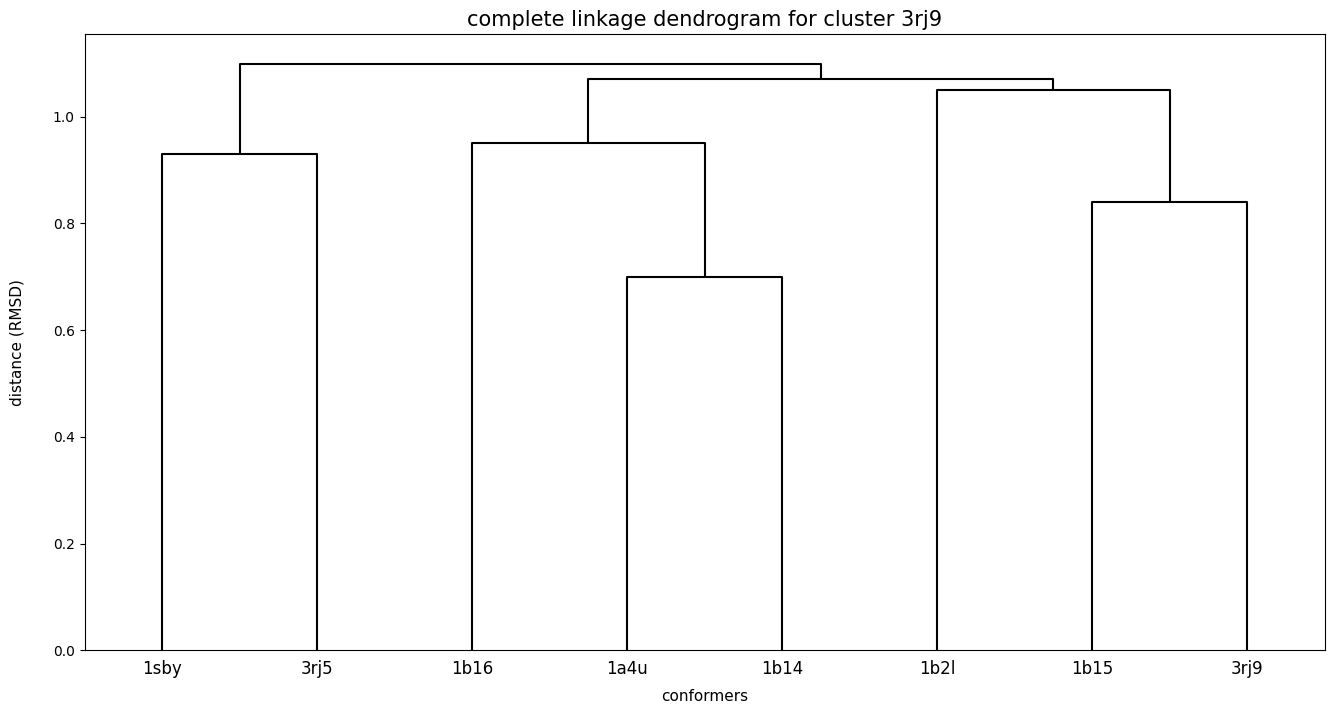 complete linkage dendrogram for cluster 3rj9
distance (RMSD)
1.0
0.8
0.6
0.4
0.2
0.0
1sby 3rj5 1b16 1a4u 1b14 1b2l 1b15 3rj9
conformers